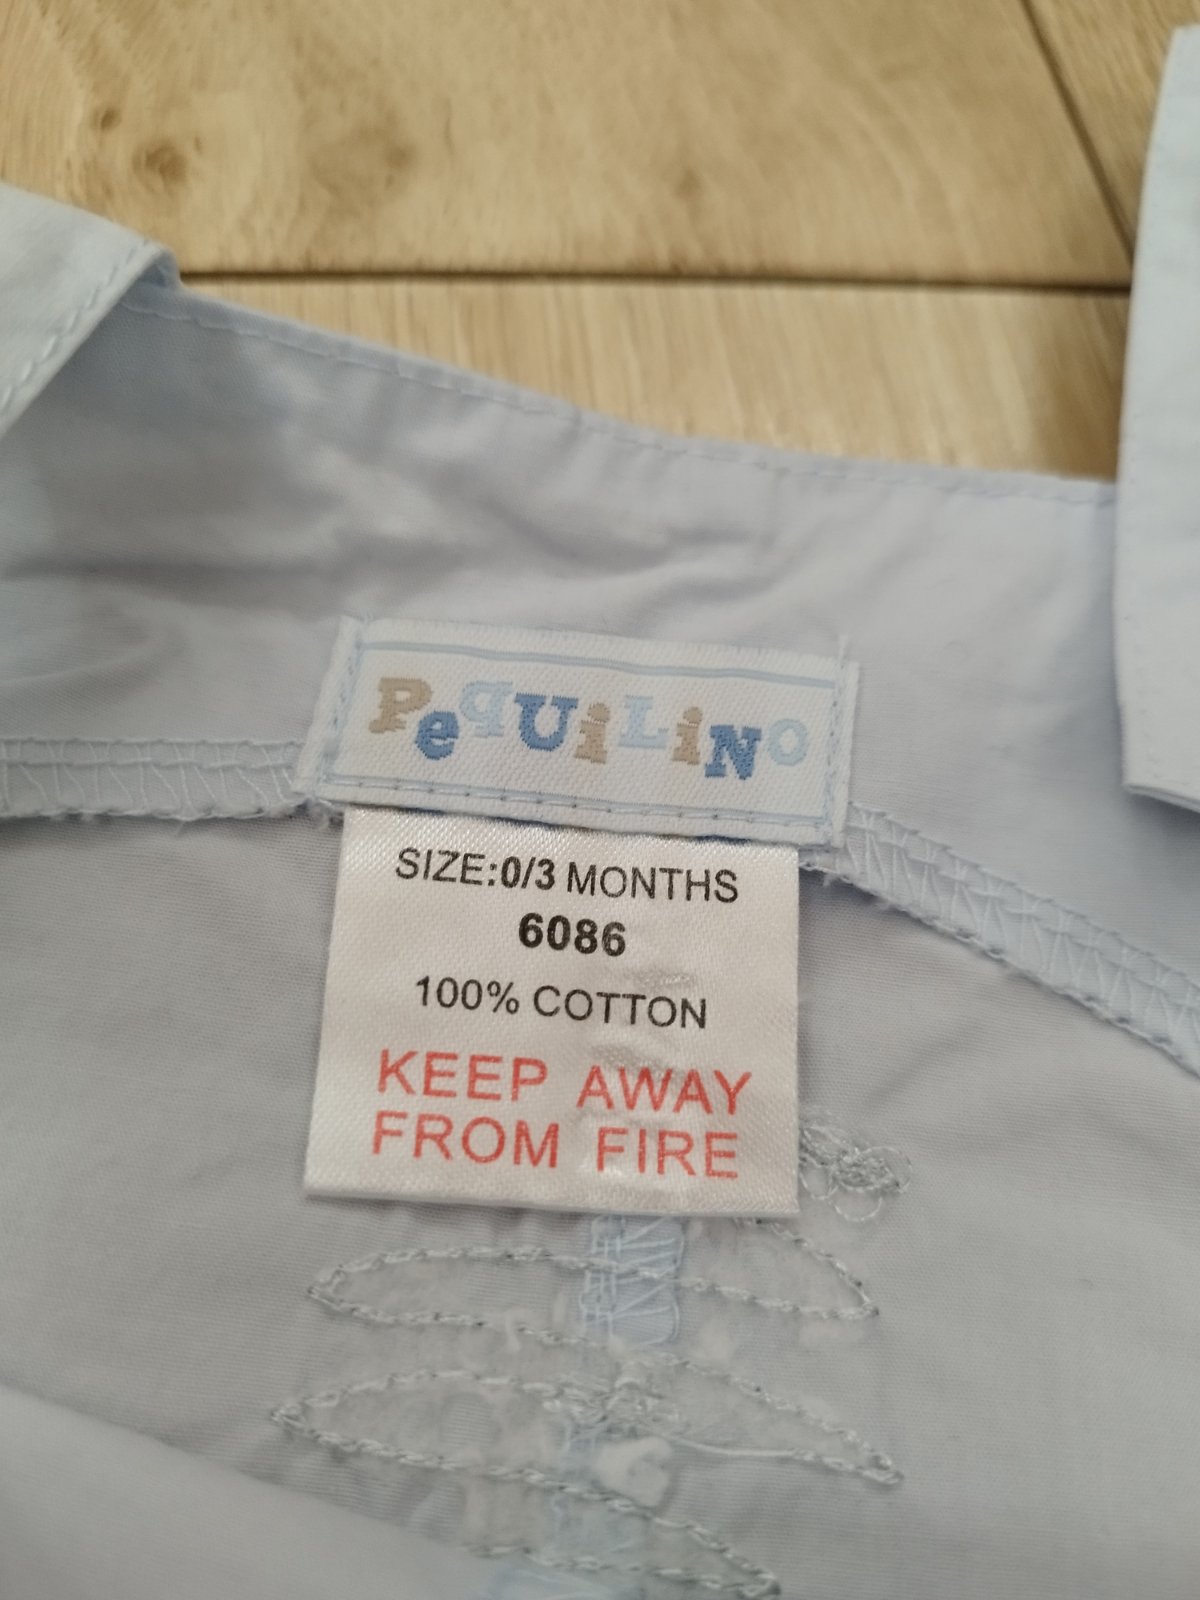 PeqUiLiNO
SIZE:0/3 MONTHS
6086
100% COTTON
KEEP AWAY
FROM FIRE